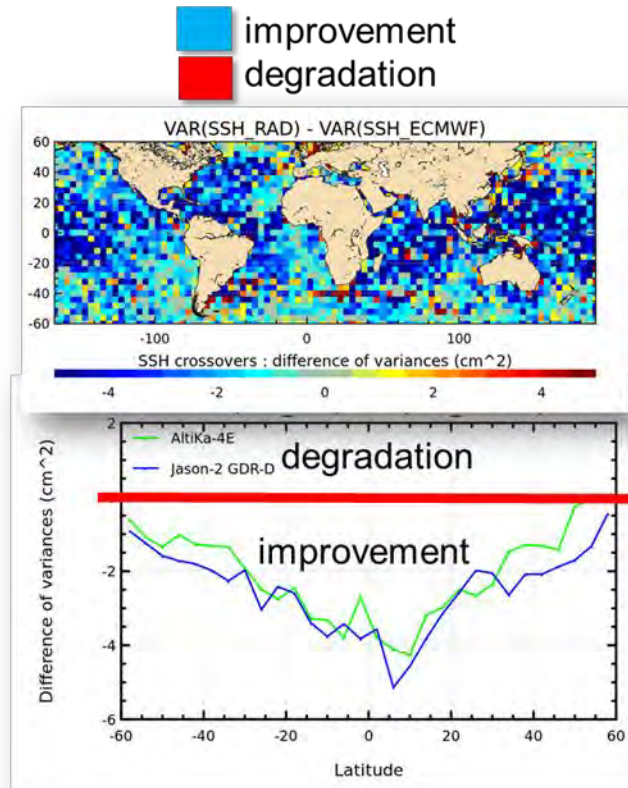 improvement
degradation
VAR(SSH_RAD) - VAR(SSH_ECMWF)
60
40
20
0
-20
-40
-60
-100 0 100
SSH crossovers : difference of variances (cm^2)
-4 -2 0 2 4
Difference of variances (cm^2)
2
-2
-4
-6
AltiKa-4E
Jason-2 GDR-D
degradation
improvement
-60 -40 -20 0 20 40 60
Latitude